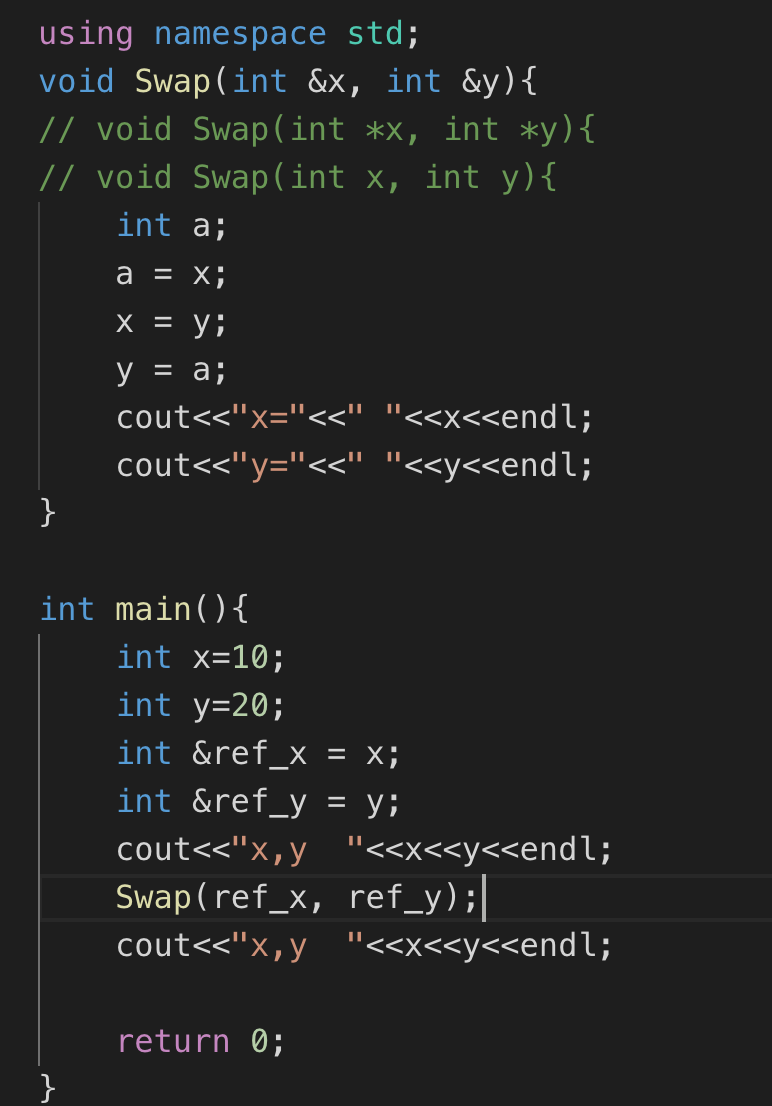 using namespace std;
void Swap(int &x, int &y){
// void Swap(int *x, int *y){
// void Swap(int x, int y){
    int a;
    a = x;
    x = y;
    y = a;
    cout<<"x="<<" "<<x<<endl;
    cout<<"y="<<" "<<y<<endl;
}

int main(){
    int x=10;
    int y=20;
    int &ref_x = x;
    int &ref_y = y;
    cout<<"x,y  "<<x<<y<<endl;
    Swap(ref_x, ref_y);
    cout<<"x,y  "<<x<<y<<endl;

    return 0;
}